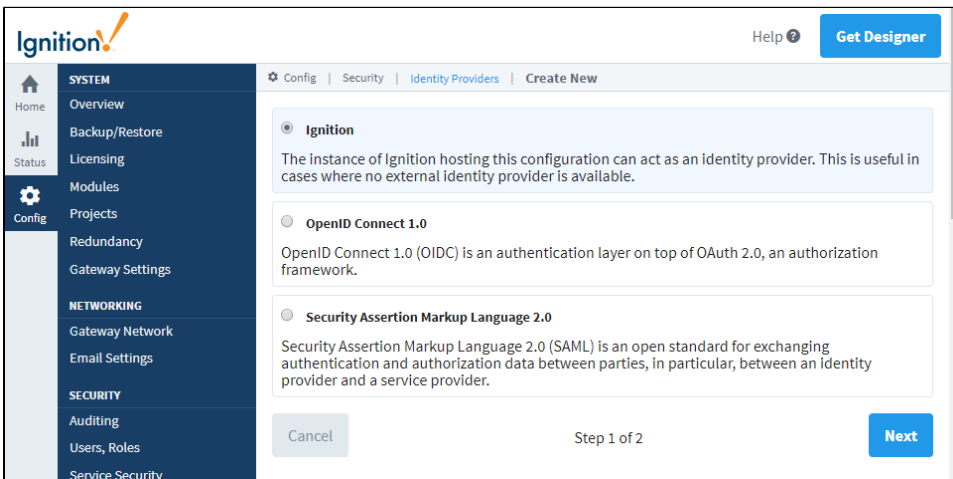 Ignition!
Help ?
Get Designer
Home
Status
Config
SYSTEM
Overview
Backup/Restore
Licensing
Modules
Projects
Redundancy
Gateway Settings
NETWORKING
Gateway Network
Email Settings
SECURITY
Auditing
Users, Roles
Service Security
Config | Security | Identity Providers | Create New
Ignition
The instance of Ignition hosting this configuration can act as an identity provider. This is useful in
cases where no external identity provider is available.
OpenID Connect 1.0
OpenID Connect 1.0 (OIDC) is an authentication layer on top of OAuth 2.0, an authorization
framework.
Security Assertion Markup Language 2.0
Security Assertion Markup Language 2.0 (SAML) is an open standard for exchanging
authentication and authorization data between parties, in particular, between an identity
provider and a service provider.
Cancel
Step 1 of 2
Next